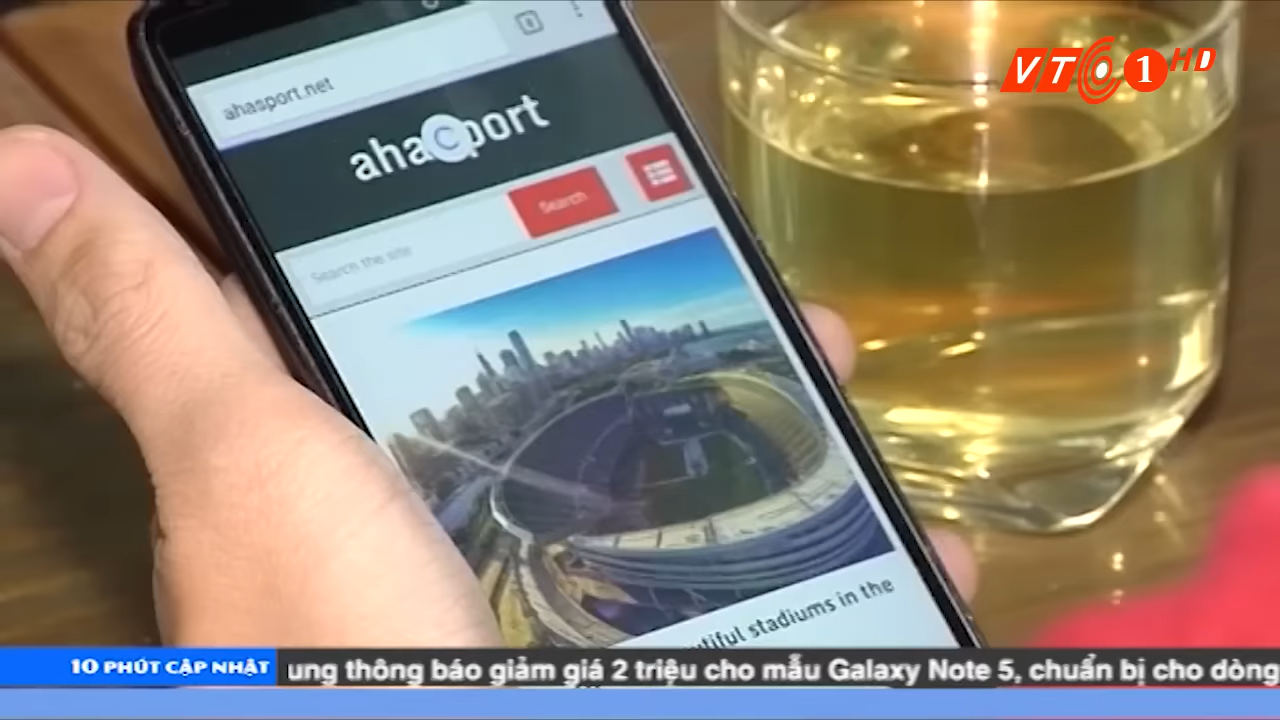 VTC1 HD
ahasport.net
ahasport
Search the site
Search
utiful stadiums in the
10 PHÚT CẬP NHẬT
ung thông báo giảm giá 2 triệu cho mẫu Galaxy Note 5, chuẩn bị cho dòng